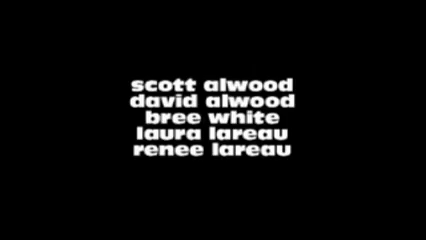 scott alwood
david alwood
bree white
laura lareau
renee lareau